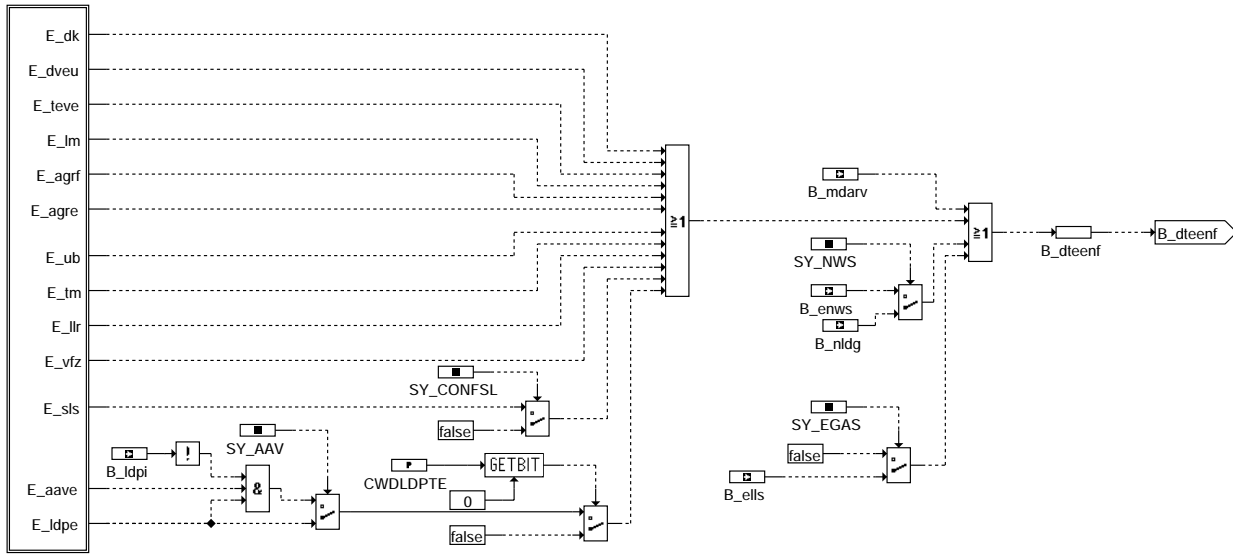 E_dk
E_dveu
E_teve
E_lm
E_agrf
E_agre
E_ub
E_tm
E_llr
E_vfz
E_sls
E_aave
E_ldpe
B_ldpi
!
&
SY_AAV
SY_CONFSL
false
P
CWDLDPTE
GETBIT
0
false
≥1
B_mdarv
SY_NWS
B_enws
B_nldg
SY_EGAS
false
B_ells
≥1
B_dteenf
B_dteenf